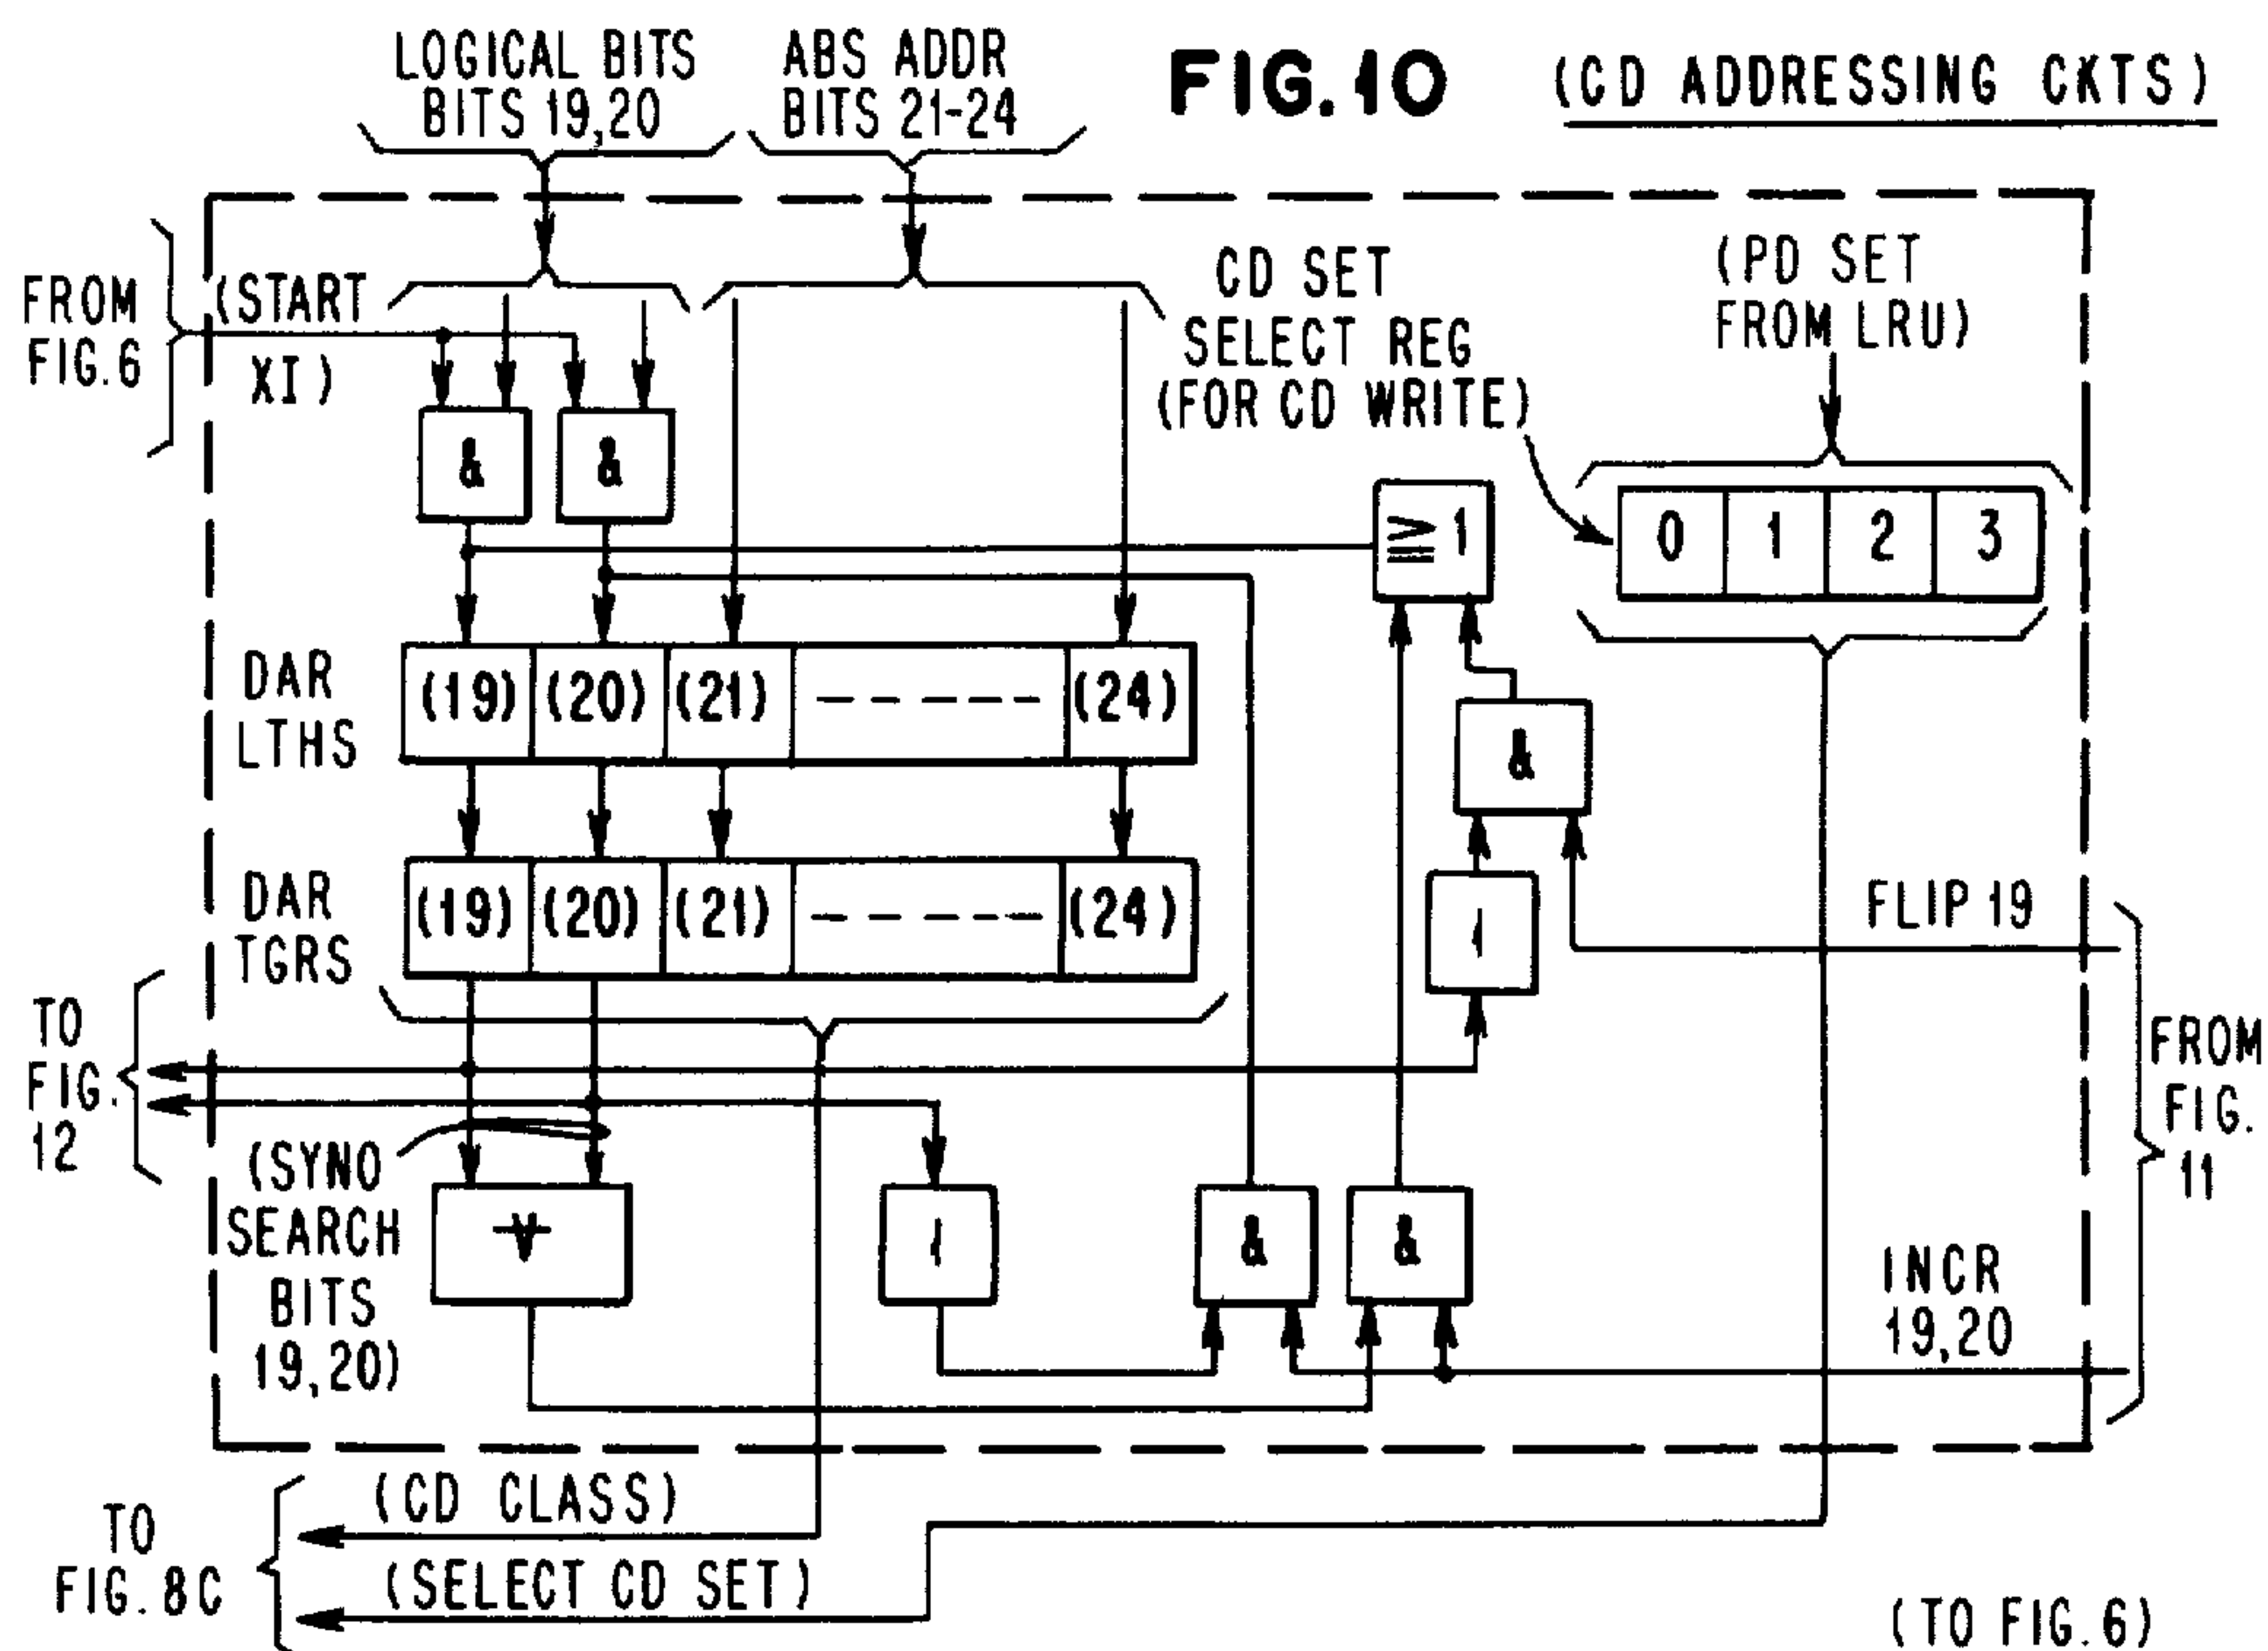 LOGICAL BITS
BITS 19,20
ABS ADDR
BITS 21-24
FIG.10
(CD ADDRESSING CKTS)
FROM
FIG.6
(START
XI)
CD SET
SELECT REG
(FOR CD WRITE)
(PD SET
FROM LRU)
&
&
≧1
0
1
2
3
DAR
LTHS
(19)
(20)
(21)
(24)
&
DAR
TGRS
(19)
(20)
(21)
(24)
I
FLIP 19
TO
FIG.
12
FROM
FIG.
11
(SYNO
SEARCH
BITS
19,20)
⩝
I
&
&
INCR
19,20
TO
FIG.8C
(CD CLASS)
(SELECT CD SET)
(TO FIG.6)